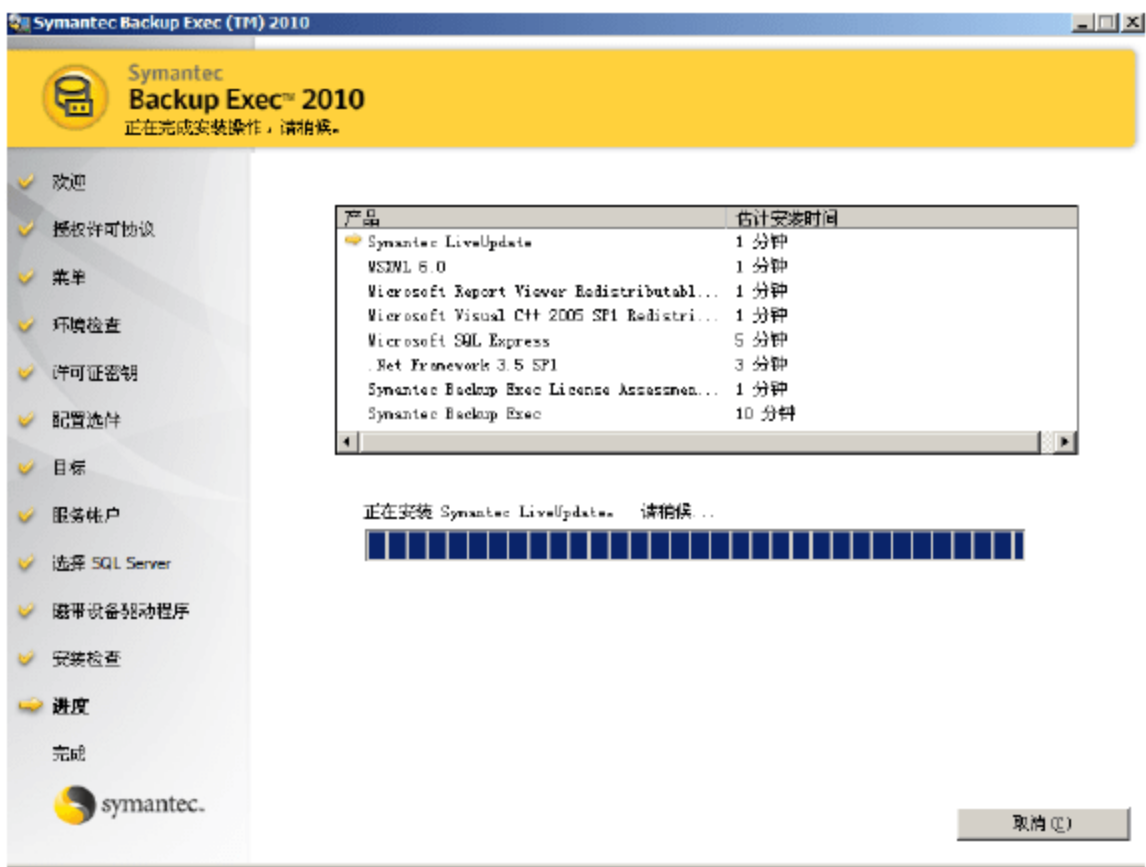 Symantec Backup Exec (TM) 2010
Symantec
Backup Exec™ 2010
正在完成安装操作，请稍候。
欢迎
授权许可协议
菜单
环境检查
许可证密钥
配置选件
目标
服务帐户
选择 SQL Server
磁带设备驱动程序
安装检查
进度
完成
symantec.
产品 估计安装时间
Symantec LiveUpdate 1 分钟
MSXML 6.0 1 分钟
Microsoft Report Viewer Redistributabl... 1 分钟
Microsoft Visual C++ 2005 SP1 Redistri... 1 分钟
Microsoft SQL Express 5 分钟
.Net Framework 3.5 SP1 3 分钟
Symantec Backup Exec License Assessmen... 1 分钟
Symantec Backup Exec 10 分钟
正在安装 Symantec LiveUpdate。 请稍候...
取消(C)